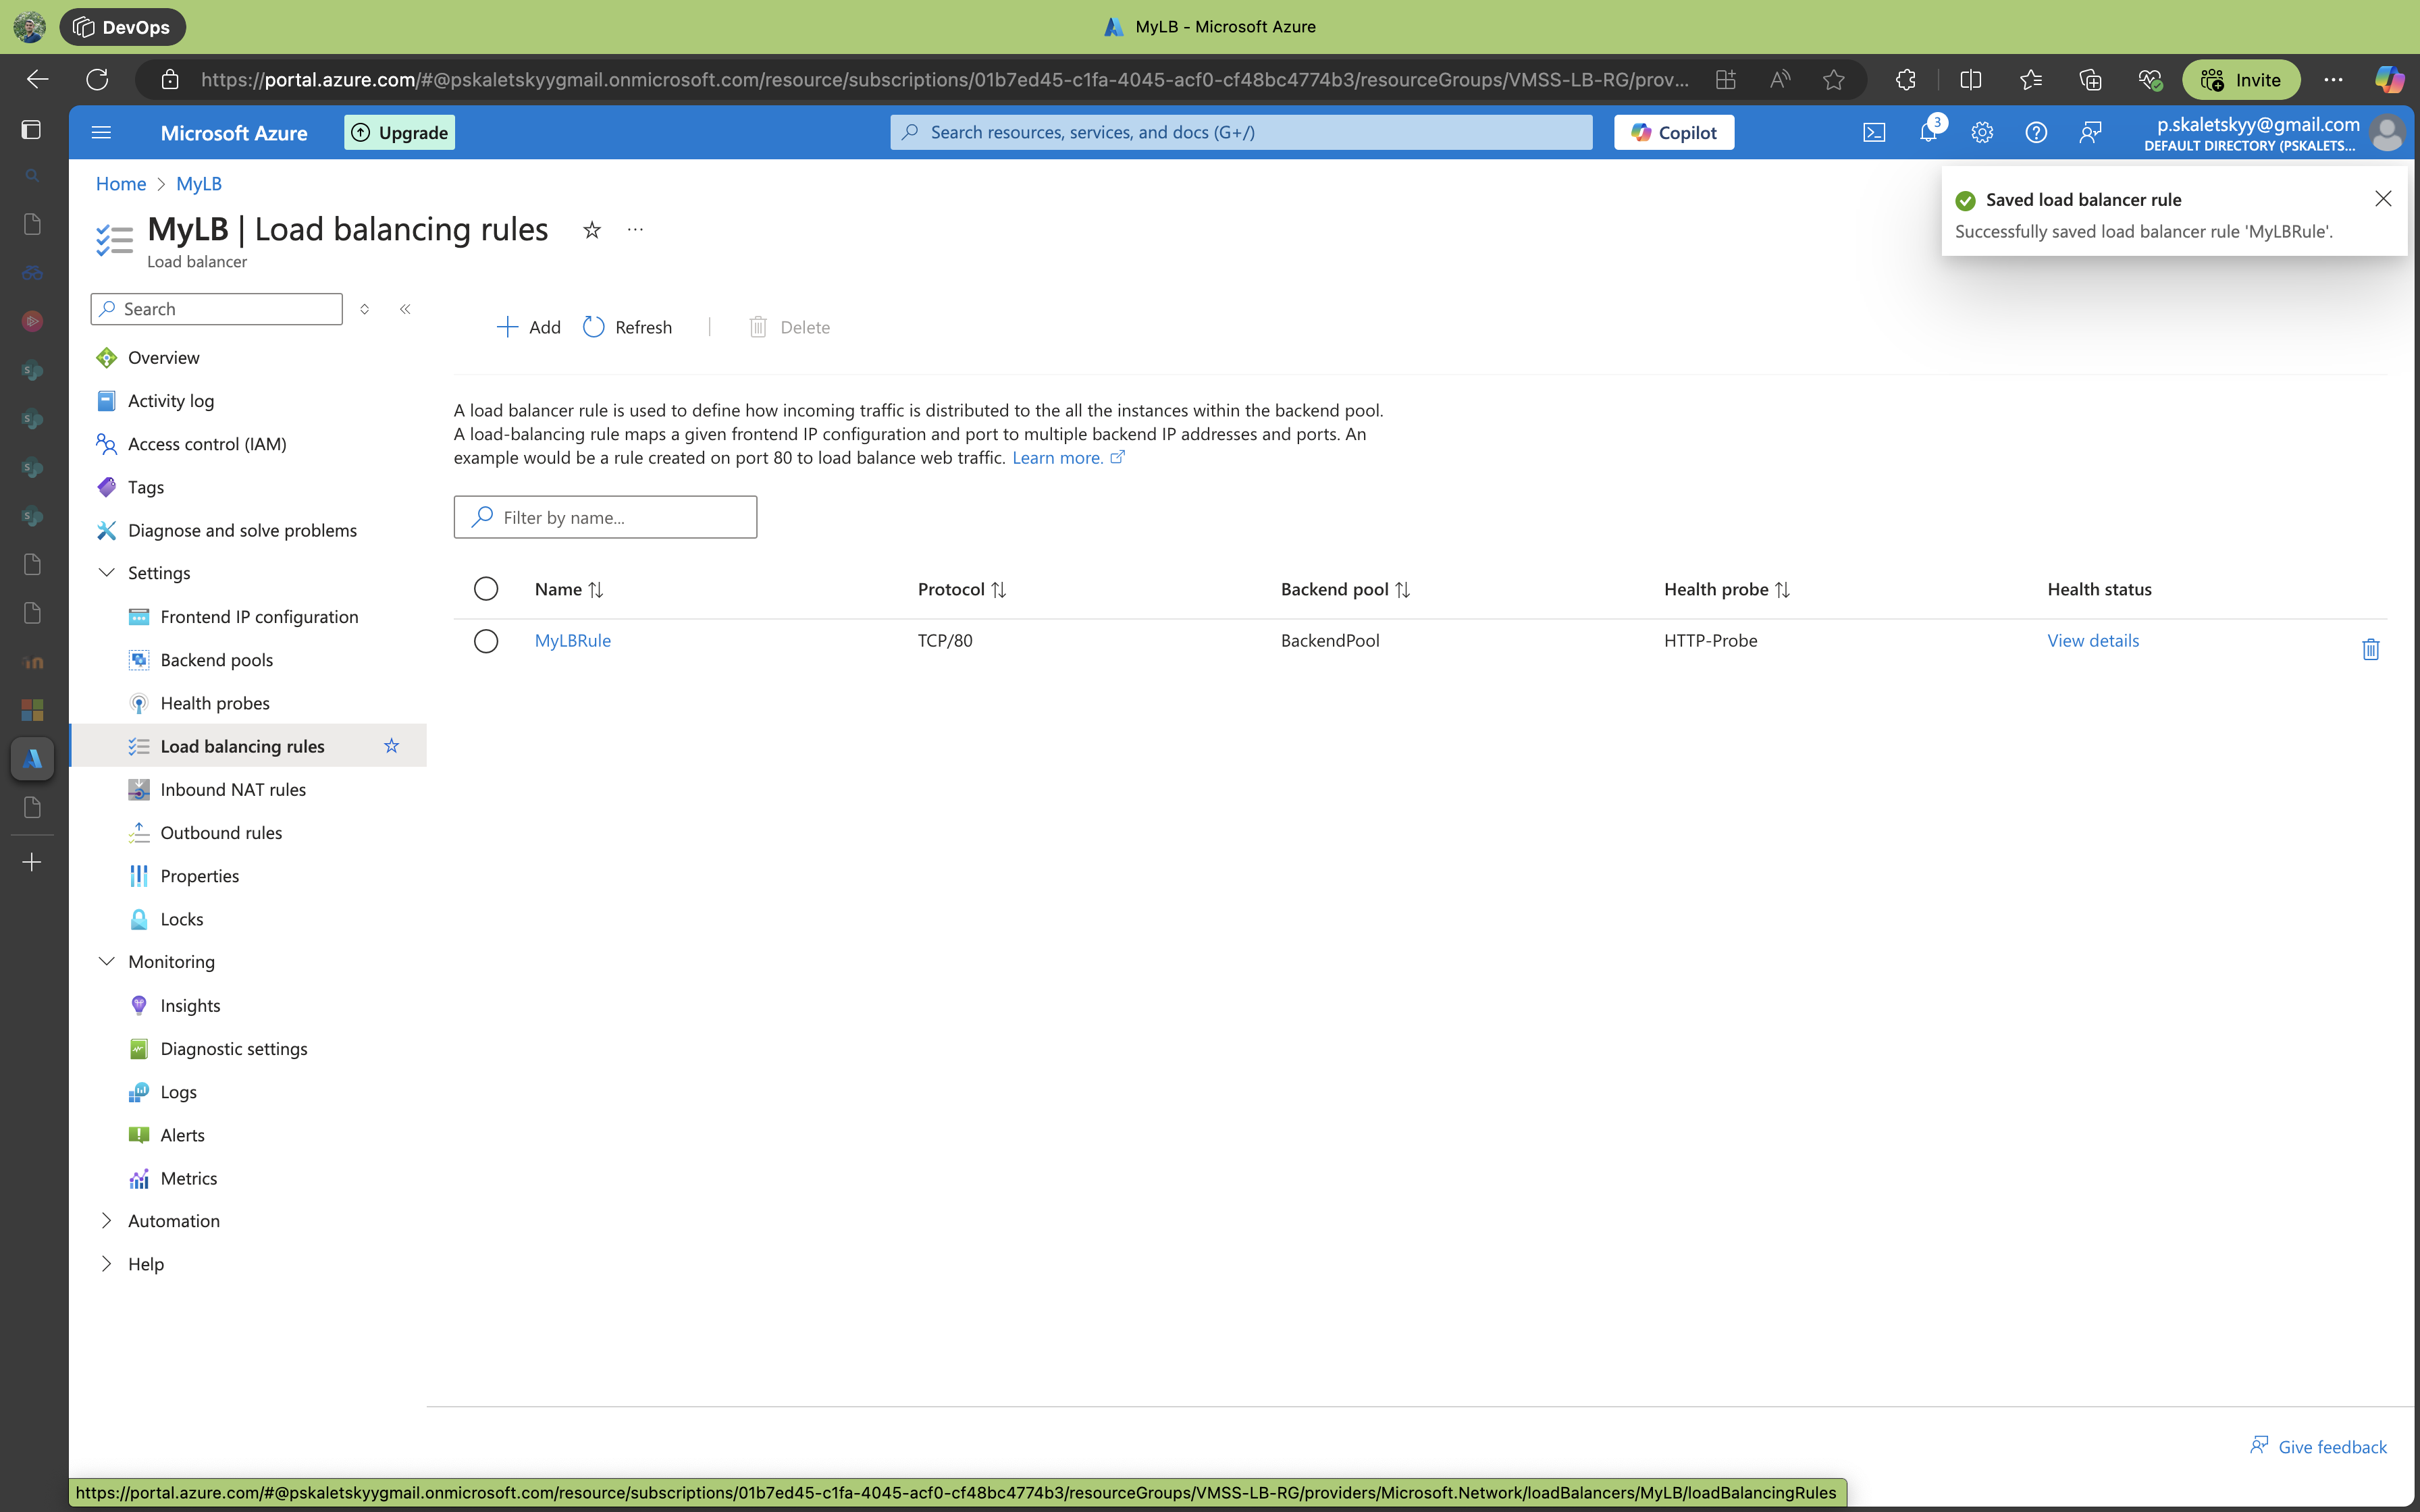 DevOps
MyLB - Microsoft Azure
https://portal.azure.com/#@pskaletskyygmail.onmicrosoft.com/resource/subscriptions/01b7ed45-c1fa-4045-acf0-cf48bc4774b3/resourceGroups/VMSS-LB-RG/prov...
Invite
Microsoft Azure
Upgrade
Search resources, services, and docs (G+/)
Copilot
3
p.skaletskyy@gmail.com
DEFAULT DIRECTORY (PSKALETS...
Home > MyLB
Saved load balancer rule
Successfully saved load balancer rule 'MyLBRule'.
MyLB | Load balancing rules
Load balancer
Search
Add
Refresh
Delete
Overview
Activity log
Access control (IAM)
Tags
Diagnose and solve problems
Settings
Frontend IP configuration
Backend pools
Health probes
Load balancing rules
Inbound NAT rules
Outbound rules
Properties
Locks
Monitoring
Insights
Diagnostic settings
Logs
Alerts
Metrics
Automation
Help
A load balancer rule is used to define how incoming traffic is distributed to the all the instances within the backend pool.
A load-balancing rule maps a given frontend IP configuration and port to multiple backend IP addresses and ports. An
example would be a rule created on port 80 to load balance web traffic. Learn more.
Filter by name...
Name Protocol Backend pool Health probe Health status
MyLBRule TCP/80 BackendPool HTTP-Probe View details
Give feedback
https://portal.azure.com/#@pskaletskyygmail.onmicrosoft.com/resource/subscriptions/01b7ed45-c1fa-4045-acf0-cf48bc4774b3/resourceGroups/VMSS-LB-RG/providers/Microsoft.Network/loadBalancers/MyLB/loadBalancingRules